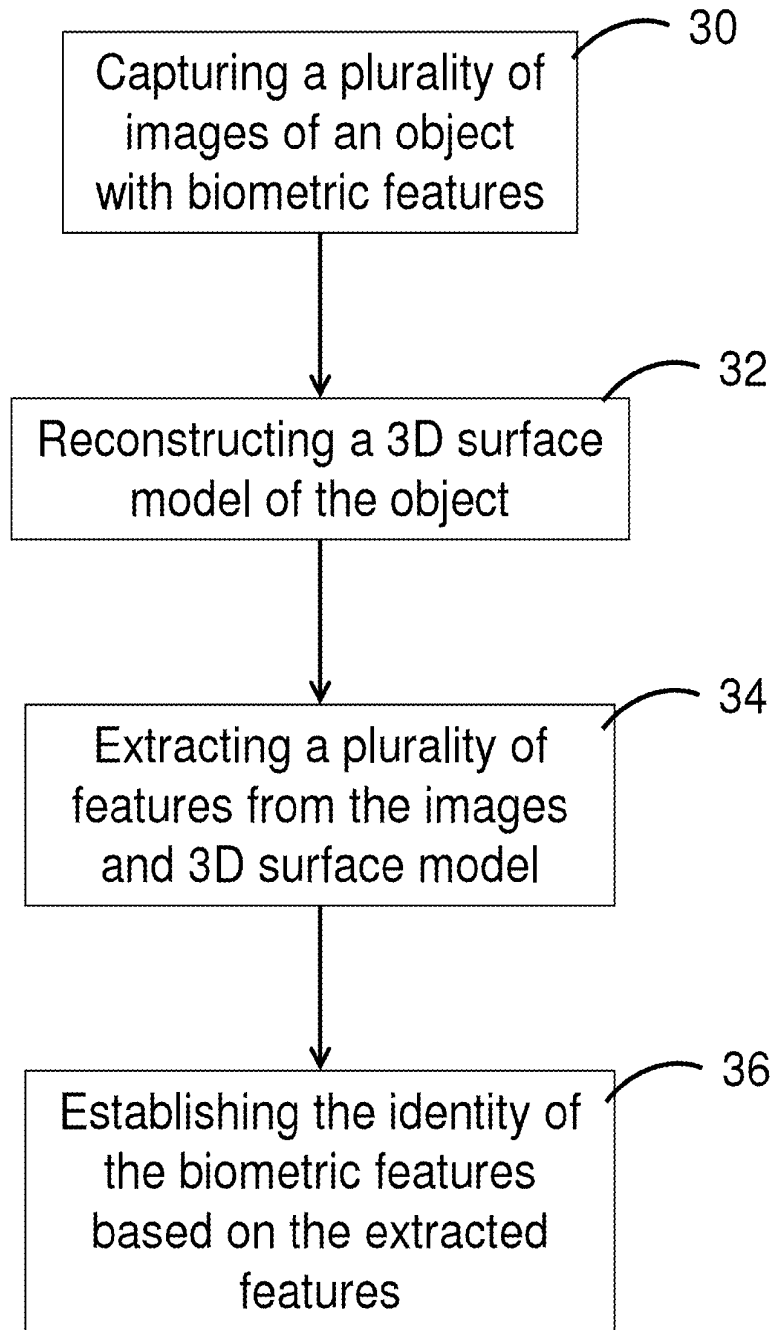 30
Capturing a plurality of
images of an object
with biometric features
32
Reconstructing a 3D surface
model of the object
34
Extracting a plurality of
features from the images
and 3D surface model
36
Establishing the identity of
the biometric features
based on the extracted
features